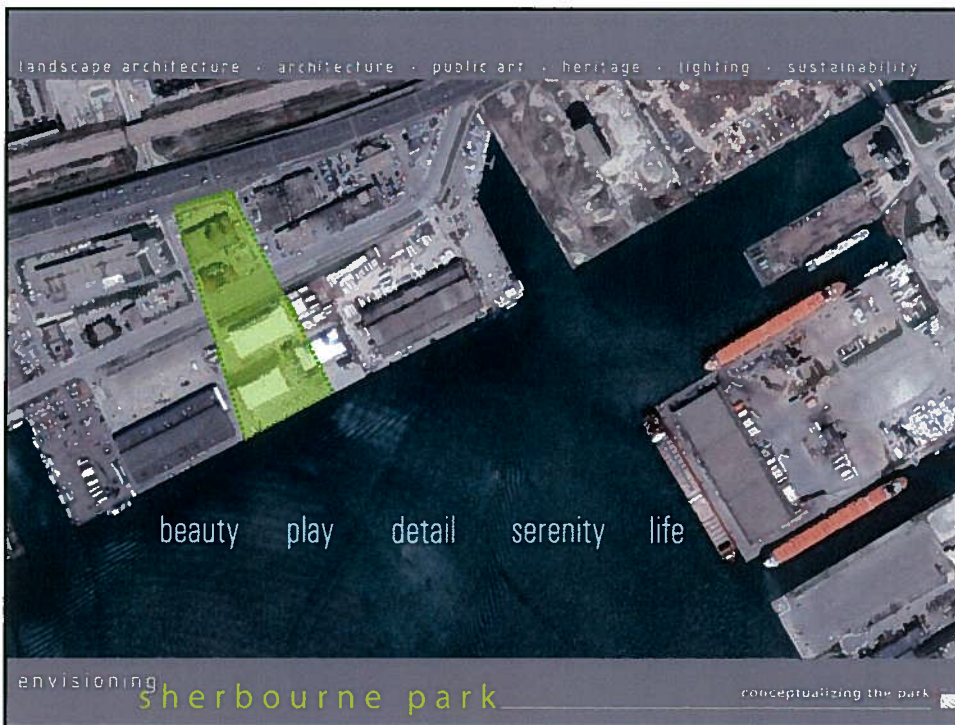 landscape architecture · architecture · public art · heritage · lighting · sustainability
beauty play detail serenity life
envisioning
sherbourne park
conceptualizing the park